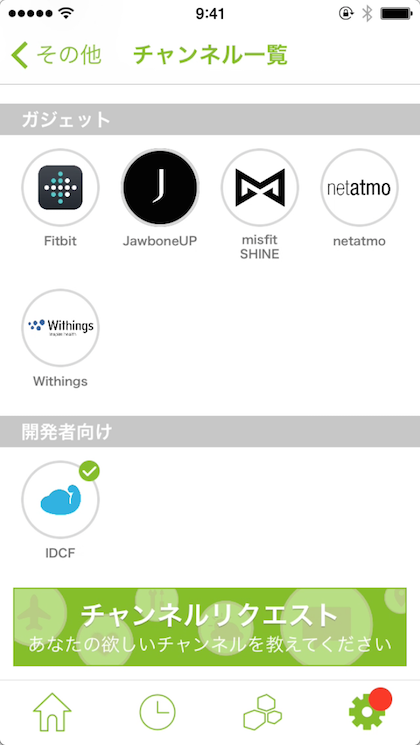 9:41
その他 チャンネル一覧
ガジェット
J
netatmo
Fitbit JawboneUP misfit SHINE netatmo
Withings
Withings
開発者向け
IDCF
チャンネルリクエスト
あなたの欲しいチャンネルを教えてください